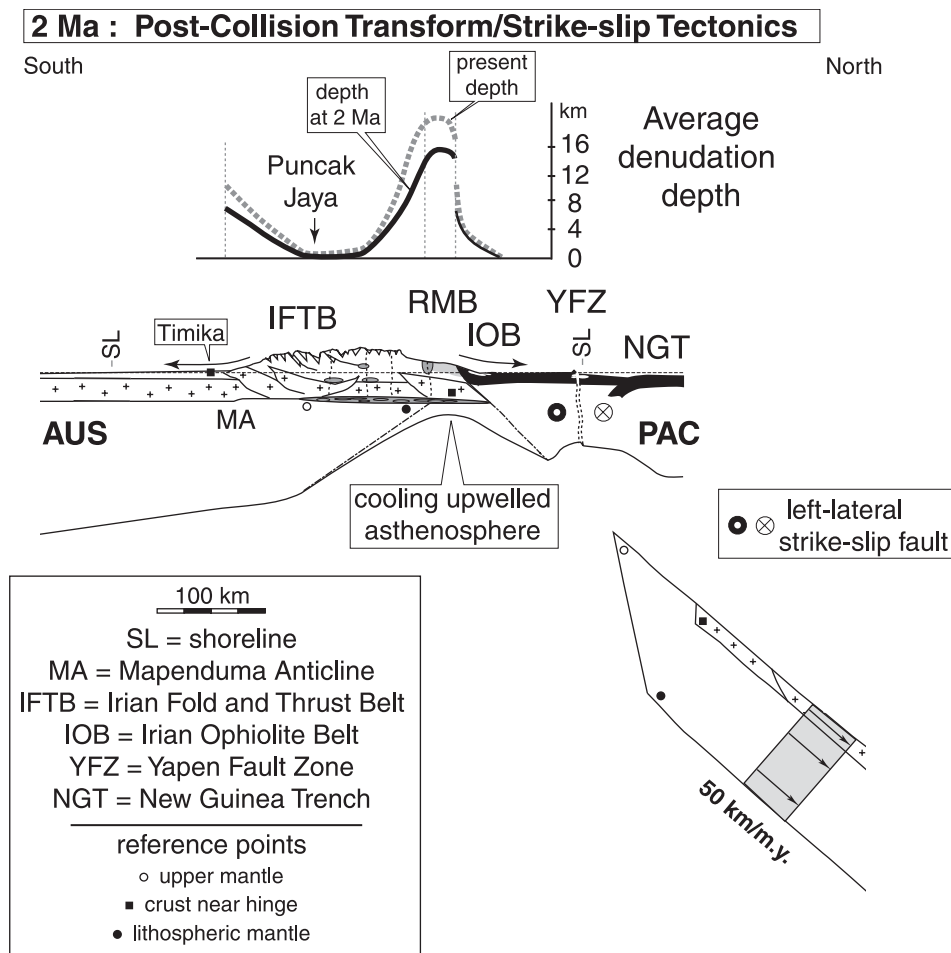 2 Ma : Post-Collision Transform/Strike-slip Tectonics
South
North
depth
at 2 Ma
present
depth
km
16
12
8
4
0
Average
denudation
depth
Puncak
Jaya
SL
Timika
IFTB
RMB
IOB
YFZ
SL
NGT
AUS
MA
PAC
cooling upwelled
asthenosphere
left-lateral
strike-slip fault
100 km
SL = shoreline
MA = Mapenduma Anticline
IFTB = Irian Fold and Thrust Belt
IOB = Irian Ophiolite Belt
YFZ = Yapen Fault Zone
NGT = New Guinea Trench
reference points
upper mantle
crust near hinge
lithospheric mantle
50 km/m.y.